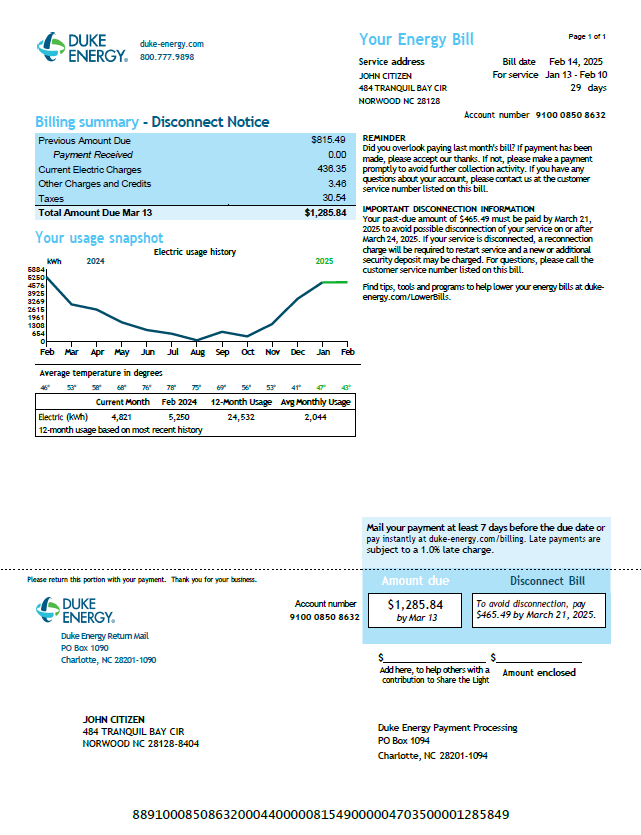 DUKE
ENERGY®
duke-energy.com
800.777.9898
Your Energy Bill
Page 1 of 1
Service address
JOHN CITIZEN
484 TRANQUIL BAY CIR
NORWOOD NC 28128
Bill date Feb 14, 2025
For service Jan 13 - Feb 10
29 days
Account number 9100 0850 8632
Billing summary - Disconnect Notice
Previous Amount Due $815.49
Payment Received 0.00
Current Electric Charges 436.35
Other Charges and Credits 3.46
Taxes 30.54
Total Amount Due Mar 13 $1,285.84
REMINDER
Did you overlook paying last month's bill? If payment has been
made, please accept our thanks. If not, please make a payment
promptly to avoid further collection activity. If you have any
questions about your account, please contact us at the customer
service number listed on this bill.
IMPORTANT DISCONNECTION INFORMATION
Your past-due amount of $465.49 must be paid by March 21,
2025 to avoid possible disconnection of your service on or after
March 24, 2025. If your service is disconnected, a reconnection
charge will be required to restart service and a new or additional
security deposit may be charged. For questions, please call the
customer service number listed on this bill.
Find tips, tools and programs to help lower your energy bills at duke-
energy.com/LowerBills.
Your usage snapshot
Electric usage history
kWh 2024 2025
5884
5250
4576
3925
3269
2615
1961
1308
654
0
Feb Mar Apr May Jun Jul Aug Sep Oct Nov Dec Jan Feb
Average temperature in degrees
46° 53° 58° 68° 76° 78° 75° 69° 56° 53° 41° 47° 43°
Current Month Feb 2024 12-Month Usage Avg Monthly Usage
Electric (kWh) 4,821 5,250 24,532 2,044
12-month usage based on most recent history
Mail your payment at least 7 days before the due date or
pay instantly at duke-energy.com/billing. Late payments are
subject to a 1.0% late charge.
Please return this portion with your payment. Thank you for your business.
Amount due
Disconnect Bill
$1,285.84
by Mar 13
To avoid disconnection, pay
$465.49 by March 21, 2025.
DUKE
ENERGY®
Account number
9100 0850 8632
Duke Energy Return Mail
PO Box 1090
Charlotte, NC 28201-1090
$ $
Add here, to help others with a
contribution to Share the Light
Amount enclosed
JOHN CITIZEN
484 TRANQUIL BAY CIR
NORWOOD NC 28128-8404
Duke Energy Payment Processing
PO Box 1094
Charlotte, NC 28201-1094
889100085086320004400000815490000047035000012858​49